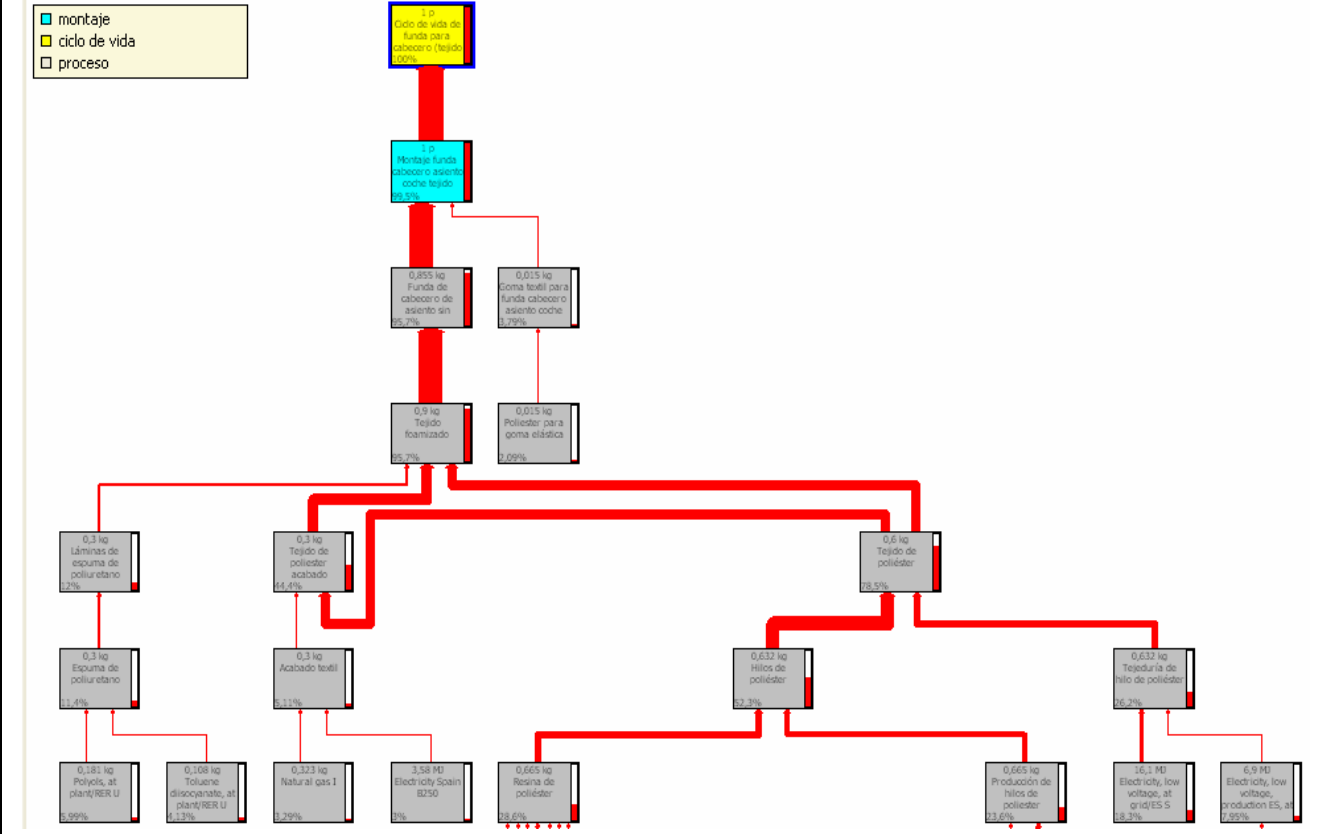 montaje
ciclo de vida
proceso
1 p
Ciclo de vida de
funda para
cabecero (tejido
100%
1 p
Montaje funda
cabecero asiento
coche tejido
99,5%
0,855 kg
Funda de
cabecero de
asiento sin
95,7%
0,015 kg
Goma textil para
funda cabecero
asiento coche
3,79%
0,9 kg
Tejido
foamizado
95,7%
0,015 kg
Poliester para
goma elástica
2,09%
0,3 kg
Láminas de
espuma de
poliuretano
12%
0,3 kg
Tejido de
poliester
acabado
44,4%
0,6 kg
Tejido de
poliéster
78,5%
0,3 kg
Espuma de
poliuretano
11,4%
0,3 kg
Acabado textil
5,11%
0,632 kg
Hilos de
poliéster
52,3%
0,632 kg
Tejeduría de
hilo de poliéster
26,2%
0,181 kg
Polyols, at
plant/RER U
5,99%
0,108 kg
Toluene
diisocyanate, at
plant/RER U
4,13%
0,323 kg
Natural gas I
3,29%
3,58 MJ
Electricity Spain
B250
3%
0,665 kg
Resina de
poliéster
28,6%
0,665 kg
Producción de
hilos de
poliester
23,6%
16,1 MJ
Electricity, low
voltage, at
grid/ES S
18,3%
6,9 MJ
Electricity, low
voltage,
production ES, at
7,95%